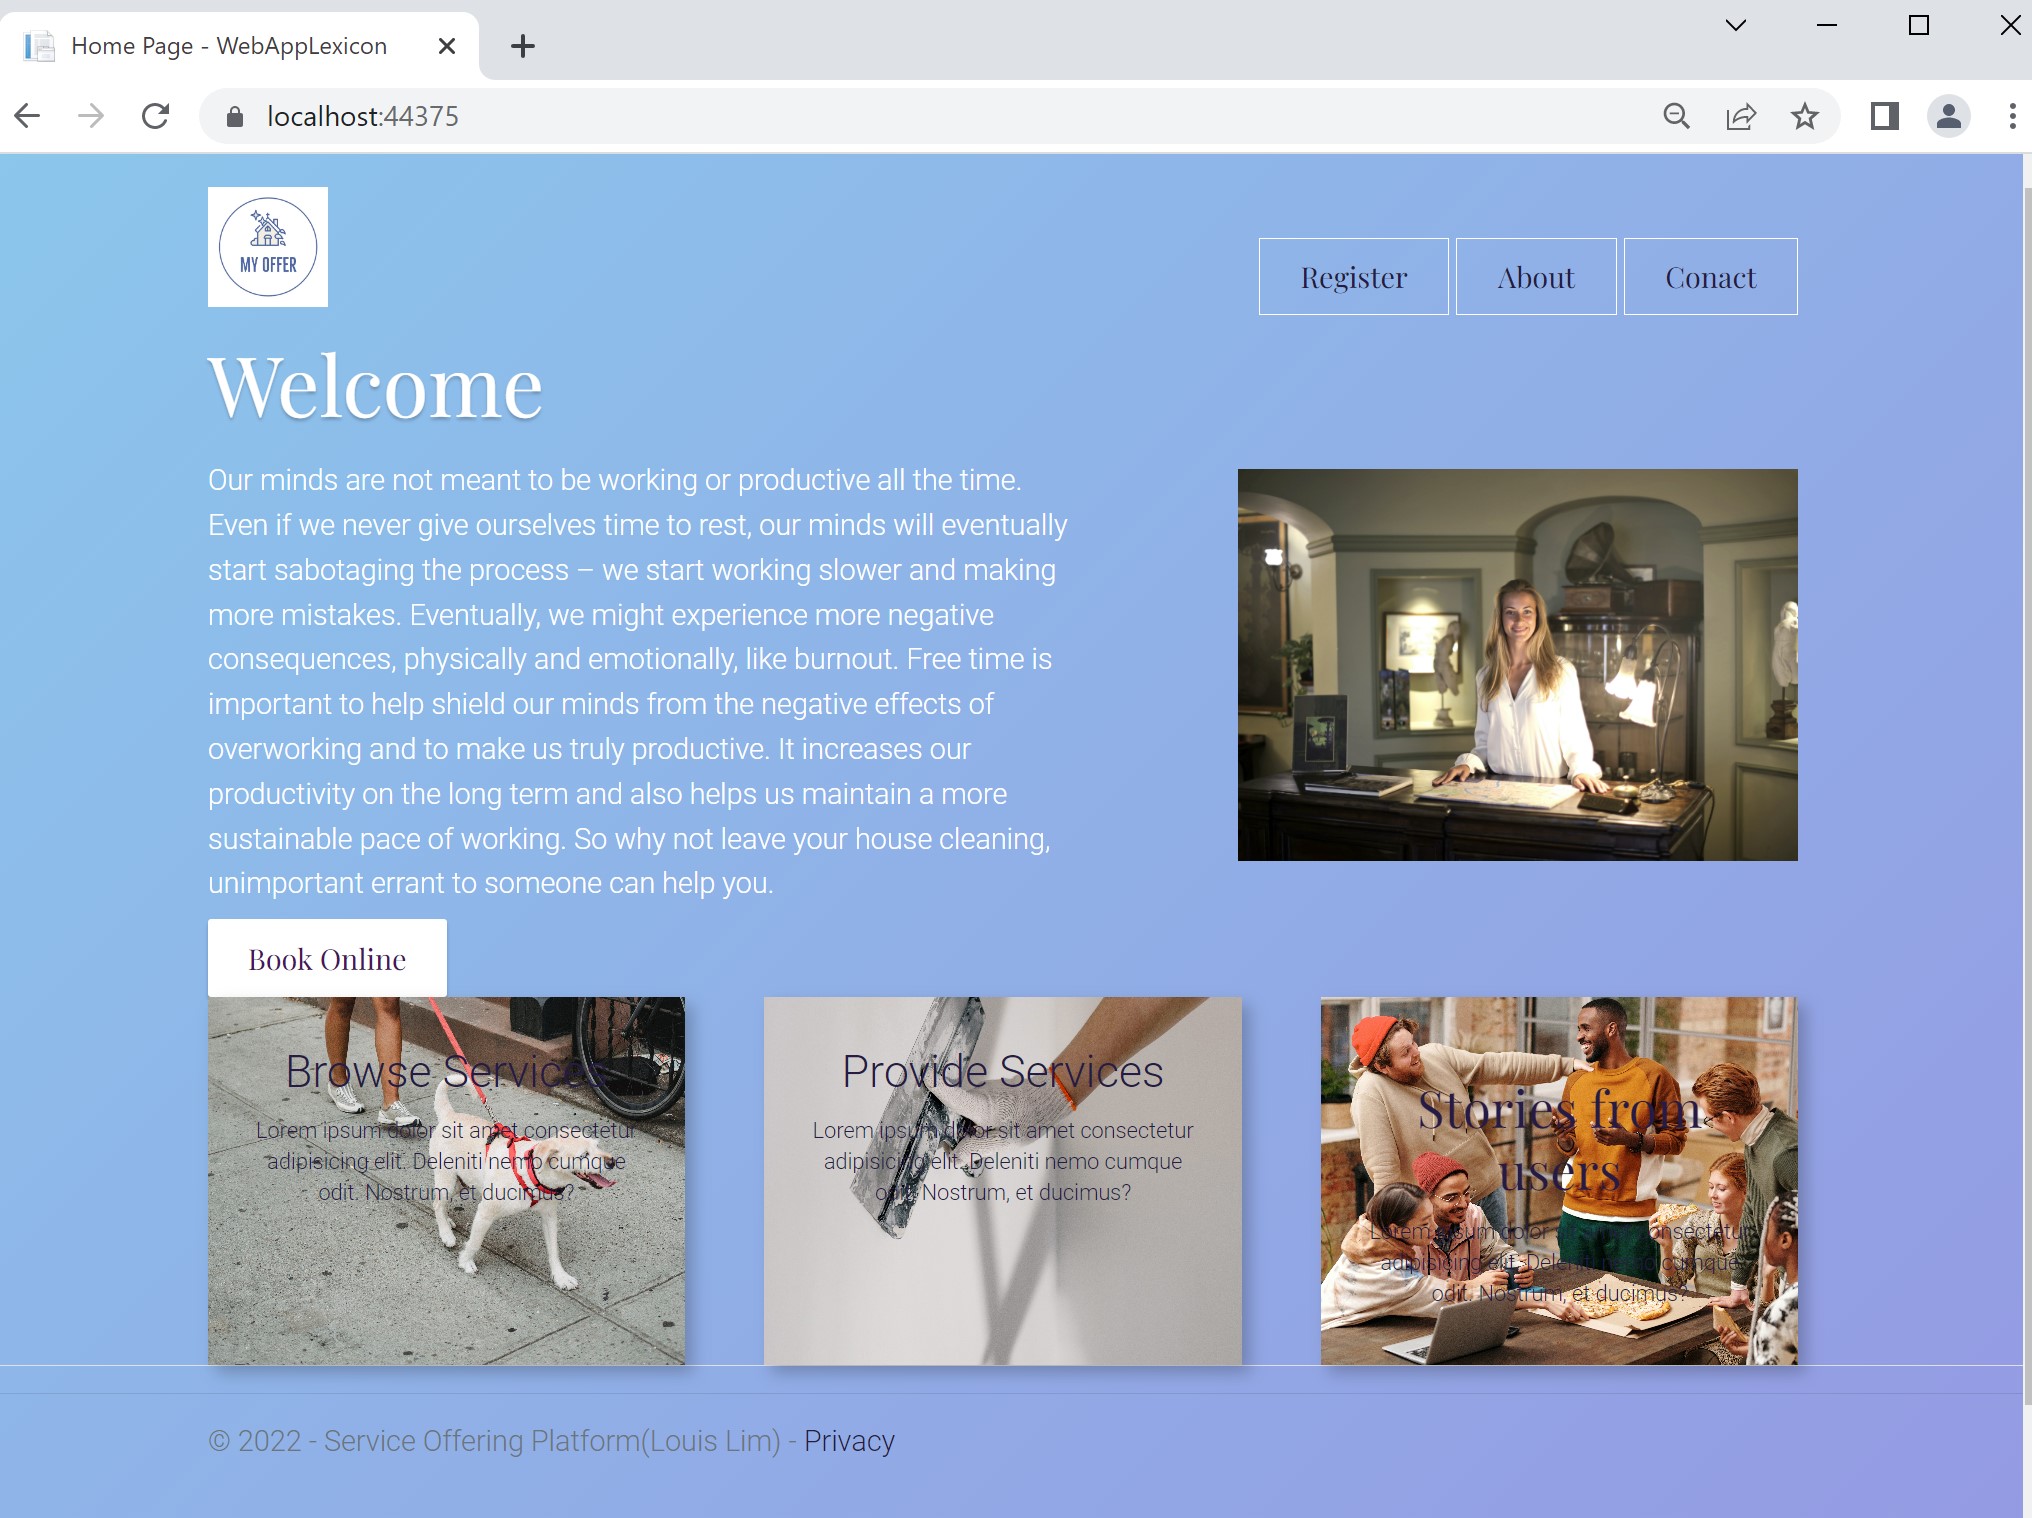 Home Page - WebAppLexicon
localhost:44375
MY OFFER
Register
About
Conact
Welcome
Our minds are not meant to be working or productive all the time.
Even if we never give ourselves time to rest, our minds will eventually
start sabotaging the process – we start working slower and making
more mistakes. Eventually, we might experience more negative
consequences, physically and emotionally, like burnout. Free time is
important to help shield our minds from the negative effects of
overworking and to make us truly productive. It increases our
productivity on the long term and also helps us maintain a more
sustainable pace of working. So why not leave your house cleaning,
unimportant errant to someone can help you.
Book Online
Browse Services
Lorem ipsum dolor sit amet consectetur
adipisicing elit. Deleniti nemo cumque
odit. Nostrum, et ducimus?
Provide Services
Lorem ipsum dolor sit amet consectetur
adipisicing elit. Deleniti nemo cumque
odit. Nostrum, et ducimus?
Stories from
users
Lorem ipsum dolor sit amet consectetur
adipisicing elit. Deleniti nemo cumque
odit. Nostrum, et ducimus?
© 2022 - Service Offering Platform(Louis Lim) - Privacy